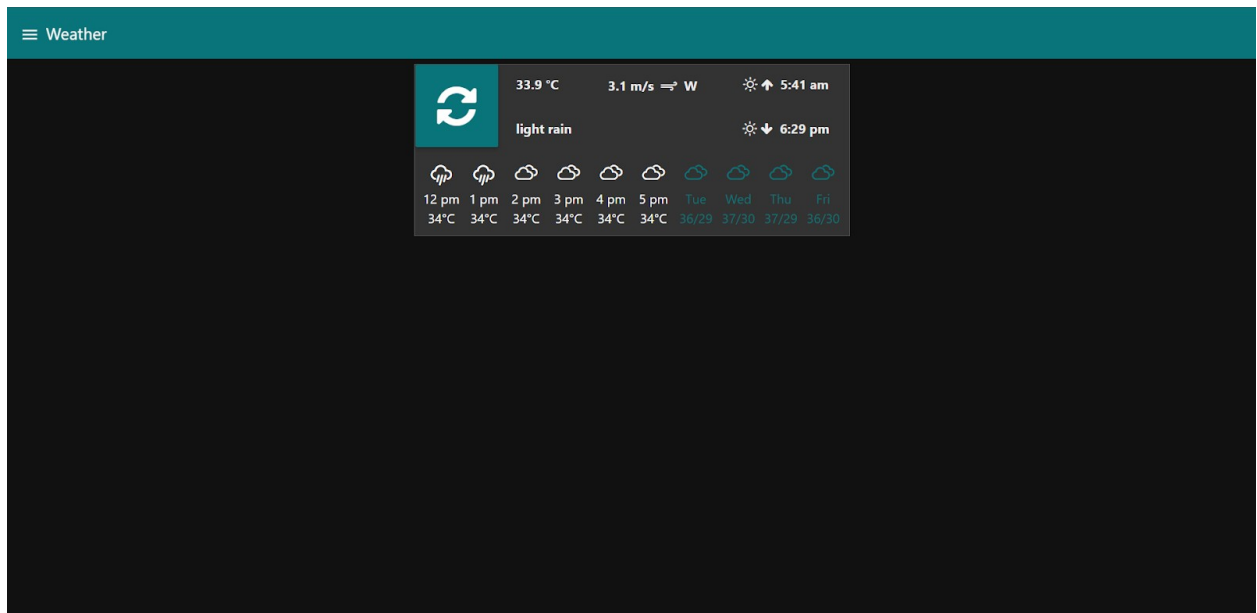 Weather
33.9 °C 3.1 m/s W 5:41 am
light rain 6:29 pm
12 pm 1 pm 2 pm 3 pm 4 pm 5 pm Tue Wed Thu Fri
34°C 34°C 34°C 34°C 34°C 34°C 36/29 37/30 37/29 36/30